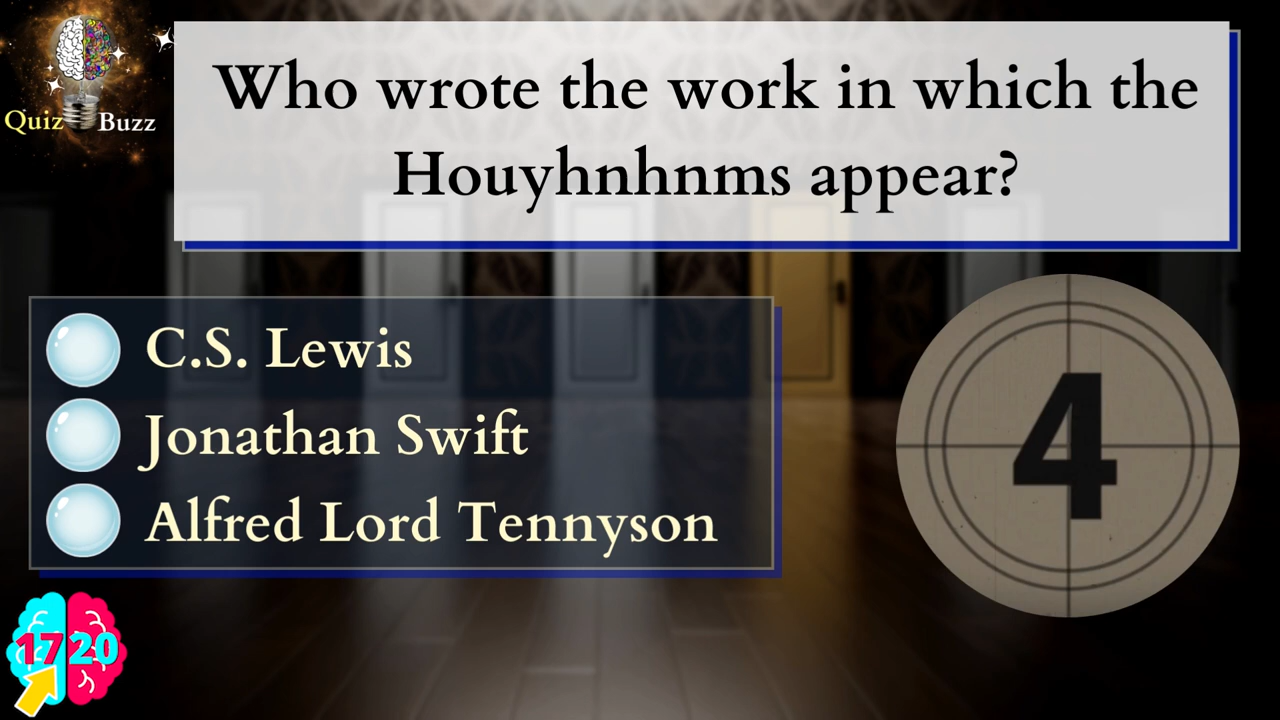 Quiz Buzz
Who wrote the work in which the
Houyhnhnms appear?
C.S. Lewis
Jonathan Swift
Alfred Lord Tennyson
4
17 20